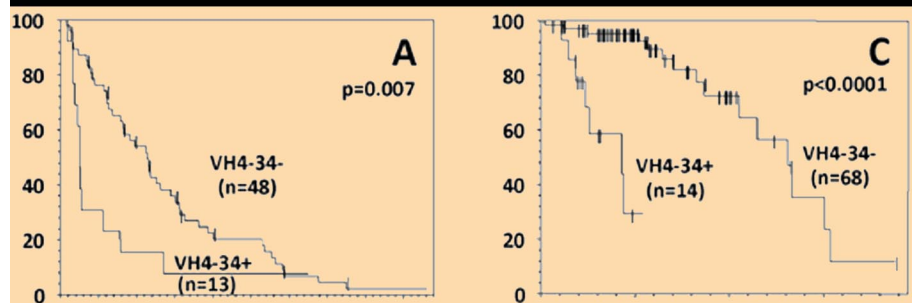 100
80
60
40
20
0
A
p=0.007
VH4-34-
(n=48)
VH4-34+
(n=13)
100
80
60
40
20
0
C
p<0.0001
VH4-34+
(n=14)
VH4-34-
(n=68)